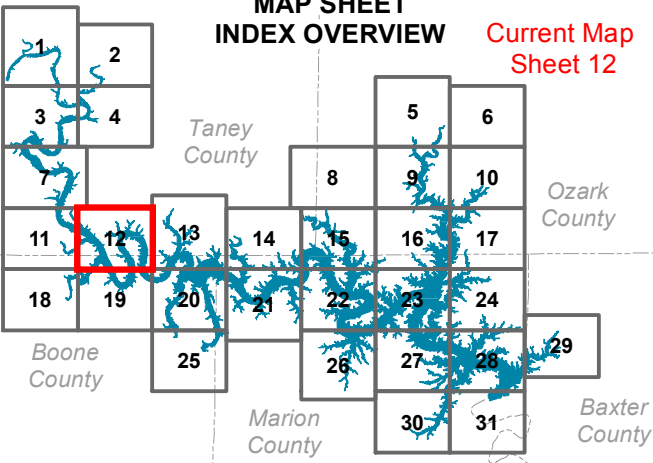 MAP SHEET
INDEX OVERVIEW
Current Map
Sheet 12
1
2
3
4
5
6
Taney
County
7
8
9
10
Ozark
County
11
12
13
14
15
16
17
18
19
20
21
22
23
24
Boone
County
25
26
27
28
29
Marion
County
30
31
Baxter
County